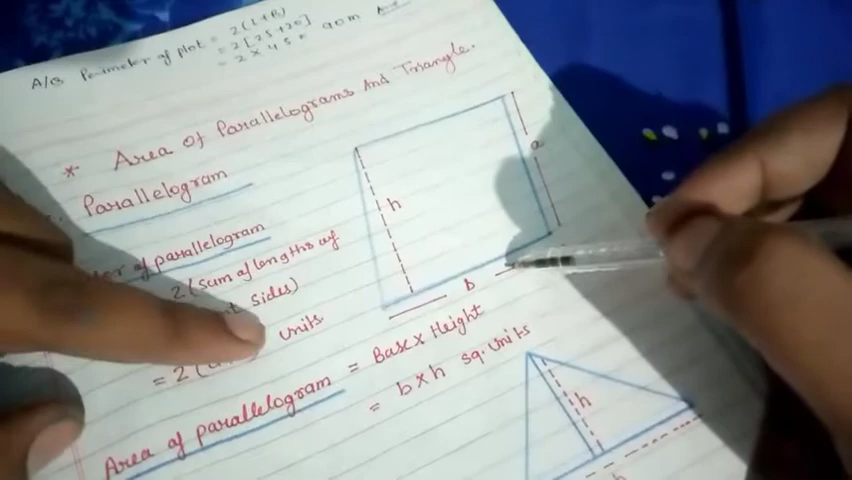 A/Q Perimeter of plot = 2(L+B)
= 2[25+20]
= 2 × 45 = 90m Ans
* Area of Parallelograms And Triangle.
Parallelogram
of parallelogram
2(sum of lengths of
sides)
= 2( units
Area of parallelogram = Base × Height
= b×h sq. units
h
a
b
h
b